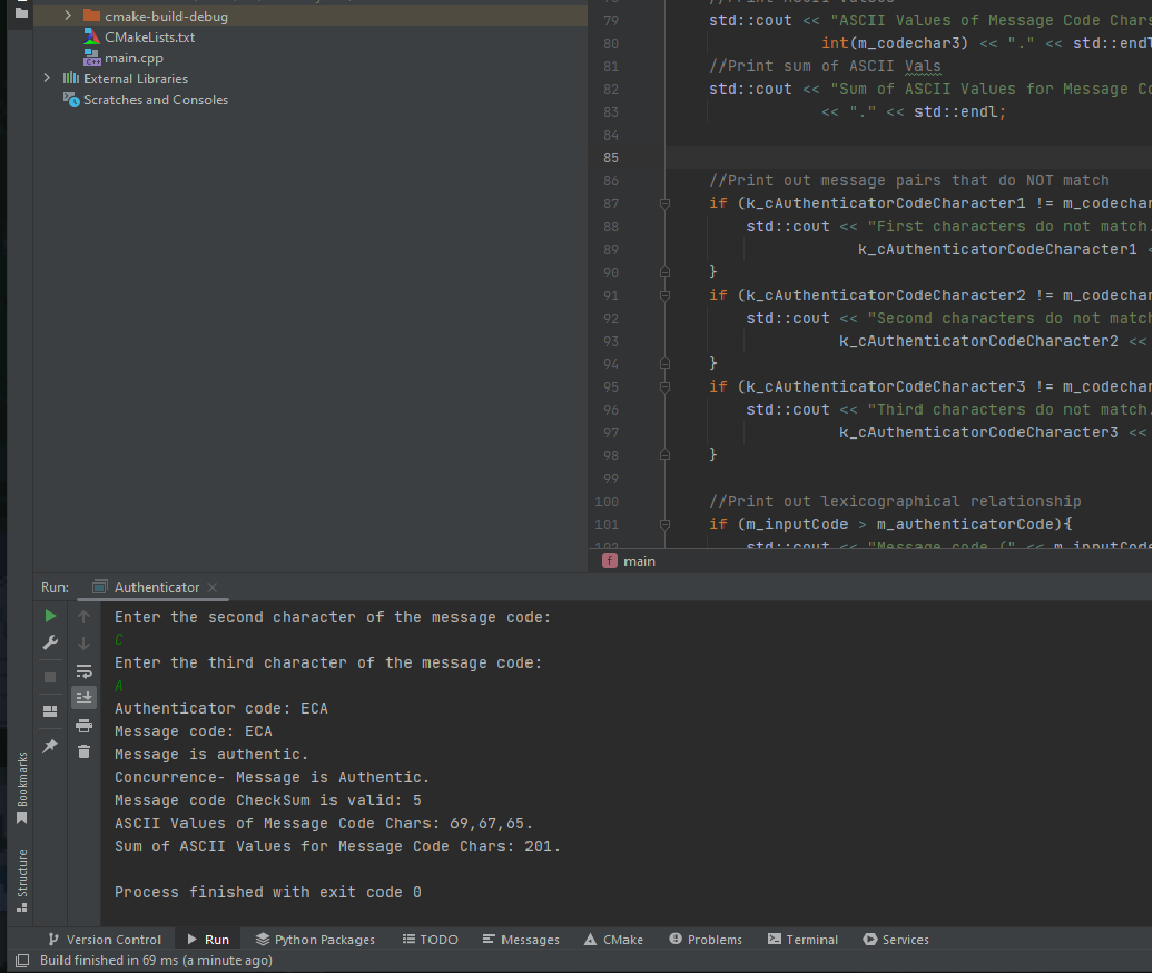 cmake-build-debug
CMakeLists.txt
main.cpp
External Libraries
Scratches and Consoles
79 std::cout << "ASCII Values of Message Code Chars
80 int(m_codechar3) << "." << std::endl
81 //Print sum of ASCII Vals
82 std::cout << "Sum of ASCII Values for Message Co
83 << "." << std::endl;
84
85
86 //Print out message pairs that do NOT match
87 if (k_cAuthenticatorCodeCharacter1 != m_codechar
88 std::cout << "First characters do not match.
89 k_cAuthenticatorCodeCharacter1 <
90 }
91 if (k_cAuthenticatorCodeCharacter2 != m_codechar
92 std::cout << "Second characters do not match
93 k_cAuthenticatorCodeCharacter2 <<
94 }
95 if (k_cAuthenticatorCodeCharacter3 != m_codechar
96 std::cout << "Third characters do not match.
97 k_cAuthenticatorCodeCharacter3 <<
98 }
99
100 //Print out lexicographical relationship
101 if (m_inputCode > m_authenticatorCode){
102 std::cout << "Message code (" << m_inputCode
f main
Run: Authenticator
Enter the second character of the message code:
C
Enter the third character of the message code:
A
Authenticator code: ECA
Message code: ECA
Message is authentic.
Concurrence- Message is Authentic.
Message code CheckSum is valid: 5
ASCII Values of Message Code Chars: 69,67,65.
Sum of ASCII Values for Message Code Chars: 201.
Process finished with exit code 0
Bookmarks
Structure
Version Control Run Python Packages TODO Messages CMake Problems Terminal Services
Build finished in 69 ms (a minute ago)